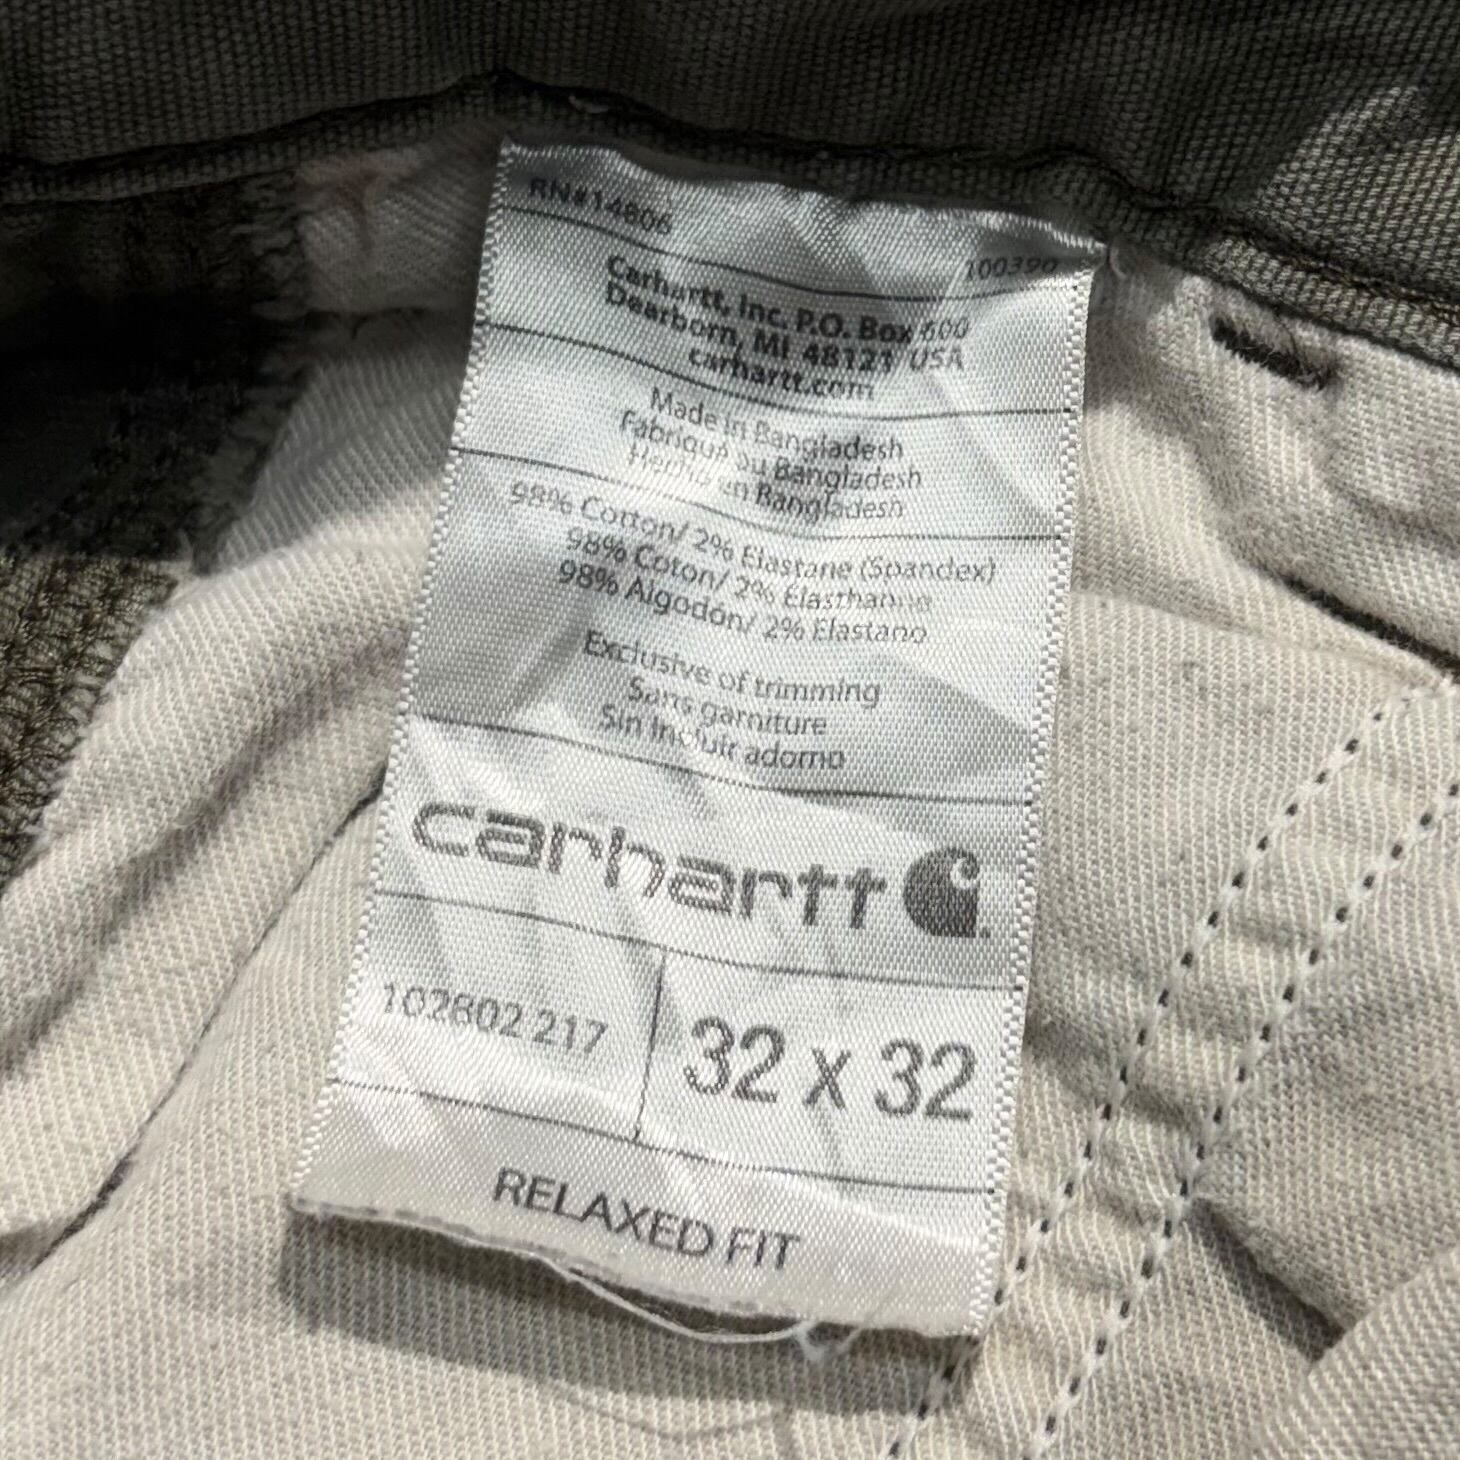 RN#14806
100390
Carhartt, Inc. P.O. Box 600
Dearborn, MI 48121 USA
carhartt.com
Made in Bangladesh
Fabriqué au Bangladesh
Hecho en Bangladesh
98% Cotton/ 2% Elastane (Spandex)
98% Coton/ 2% Elasthanne
98% Algodón/ 2% Elastano
Exclusive of trimming
Sans garniture
Sin Incluir adorno
carhartt
102802 217
32 x 32
RELAXED FIT